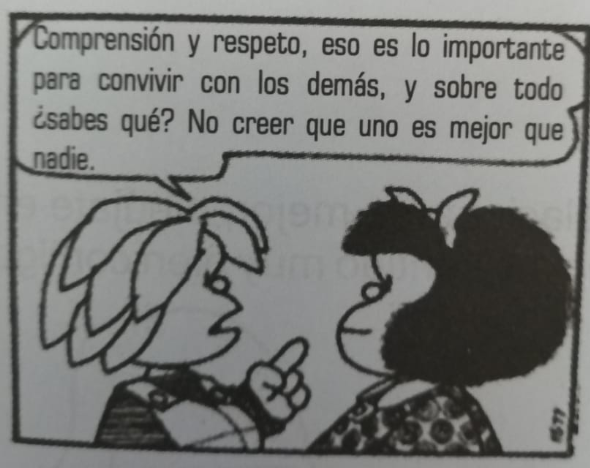 Comprensión y respeto, eso es lo importante
para convivir con los demás, y sobre todo
¿sabes qué? No creer que uno es mejor que
nadie.
1577